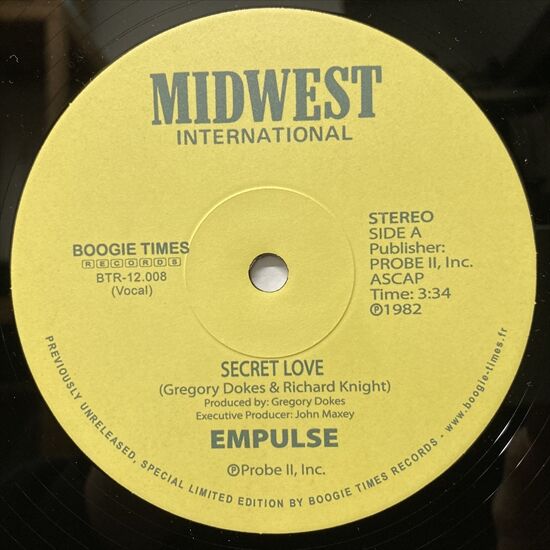 MIDWEST
INTERNATIONAL
BOOGIE TIMES
RECORDS
BTR-12.008
(Vocal)
STEREO
SIDE A
Publisher:
PROBE II, Inc.
ASCAP
Time: 3:34
℗1982
SECRET LOVE
(Gregory Dokes & Richard Knight)
Produced by: Gregory Dokes
Executive Producer: John Maxey
EMPULSE
℗Probe II, Inc.
PREVIOUSLY UNRELEASED, SPECIAL LIMITED EDITION BY BOOGIE TIMES RECORDS - www.boogie-times.fr